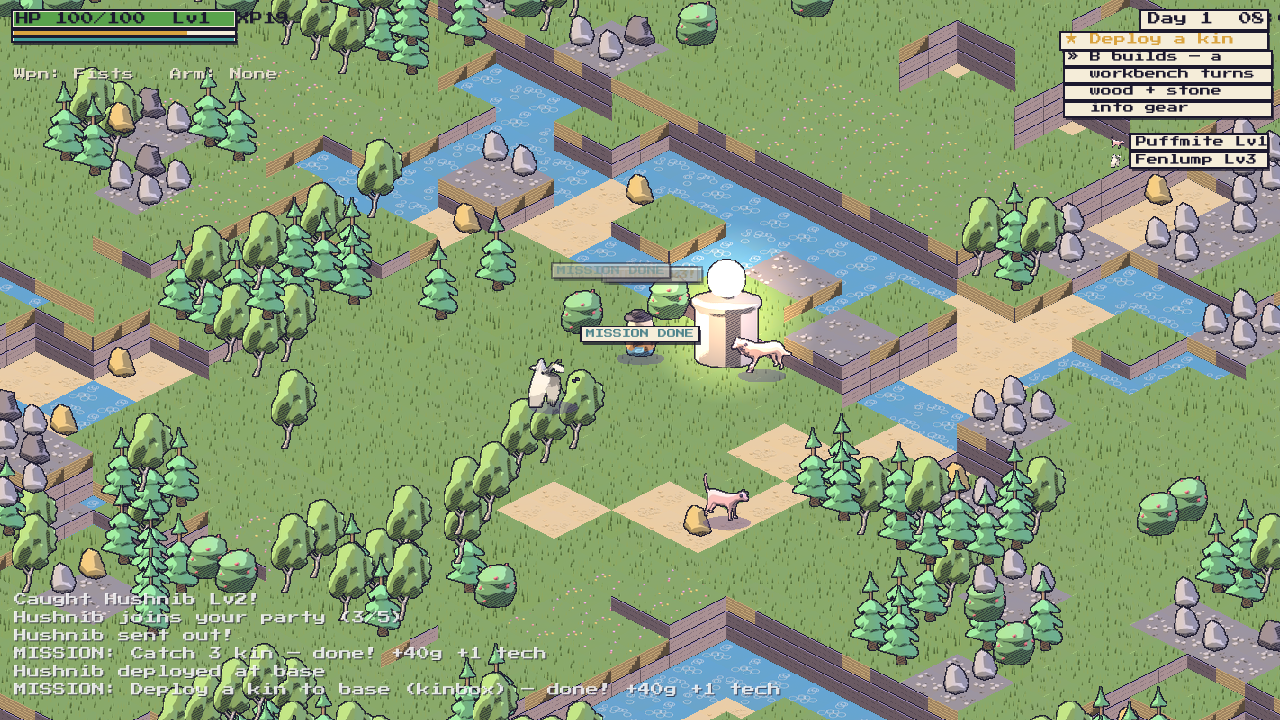 HP 100/100 Lv1 XP19
Day 1 08
★ Deploy a kin
» B builds — a
workbench turns
wood + stone
into gear
Wpn: Fists Arm: None
Puffmite Lv1
Fenlump Lv3
MISSION DONE
MISSION DONE
Caught Hushnib Lv2!
Hushnib joins your party (3/5)
Hushnib sent out!
MISSION: Catch 3 kin — done! +40g +1 tech
Hushnib deployed at base
MISSION: Deploy a kin to base (kinbox) — done! +40g +1 tech